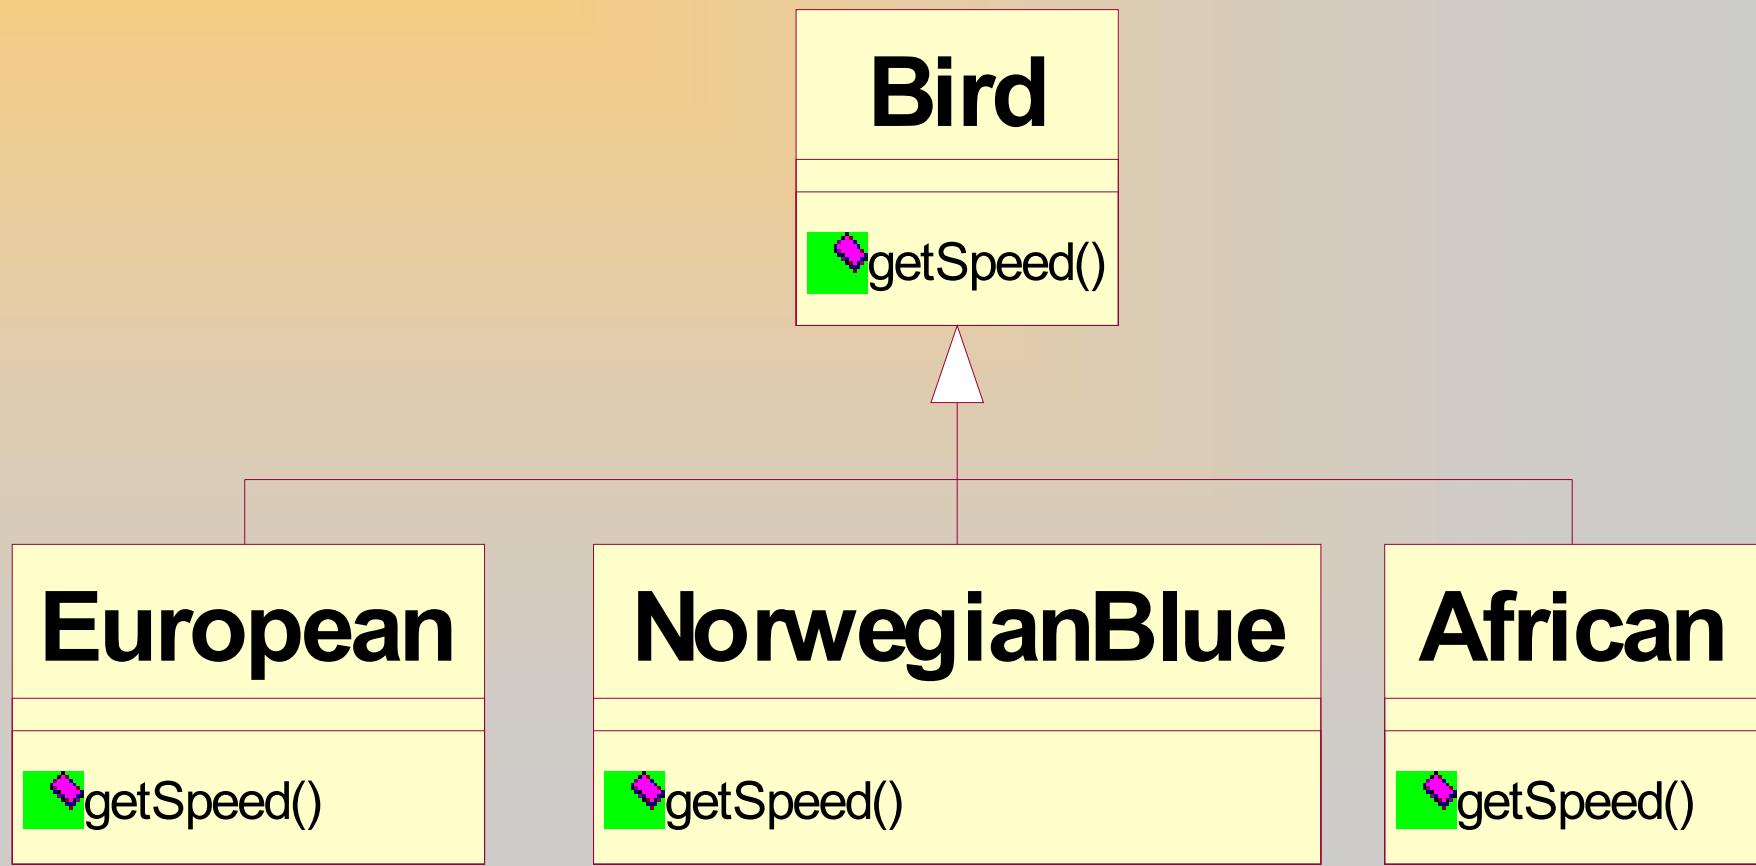 Bird
getSpeed()
European
NorwegianBlue
African
getSpeed()
getSpeed()
getSpeed()